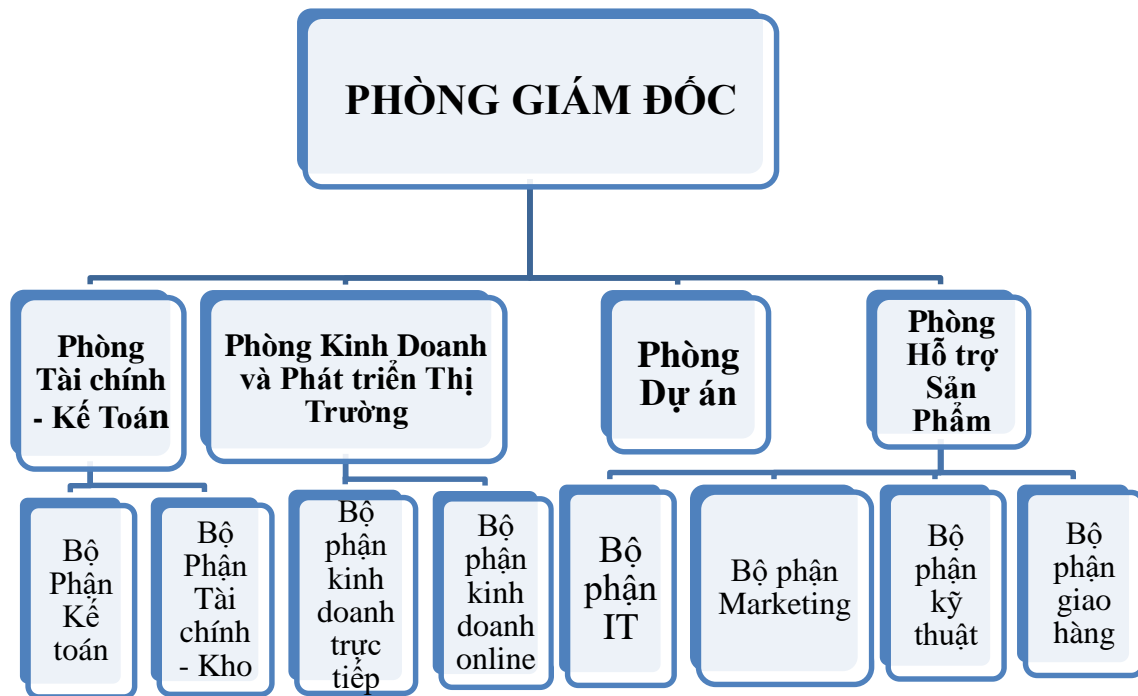 PHÒNG GIÁM ĐỐC
Phòng
Tài chính
- Kế Toán
Phòng Kinh Doanh
và Phát triển Thị
Trường
Phòng
Dự án
Phòng
Hỗ trợ
Sản
Phẩm
Bộ
Phận
Kế
toán
Bộ
Phận
Tài
chính
- Kho
Bộ
phận
kinh
doanh
trực
tiếp
Bộ
phận
kinh
doanh
online
Bộ
phận
IT
Bộ phận
Marketing
Bộ
phận
kỹ
thuật
Bộ
phận
giao
hàng